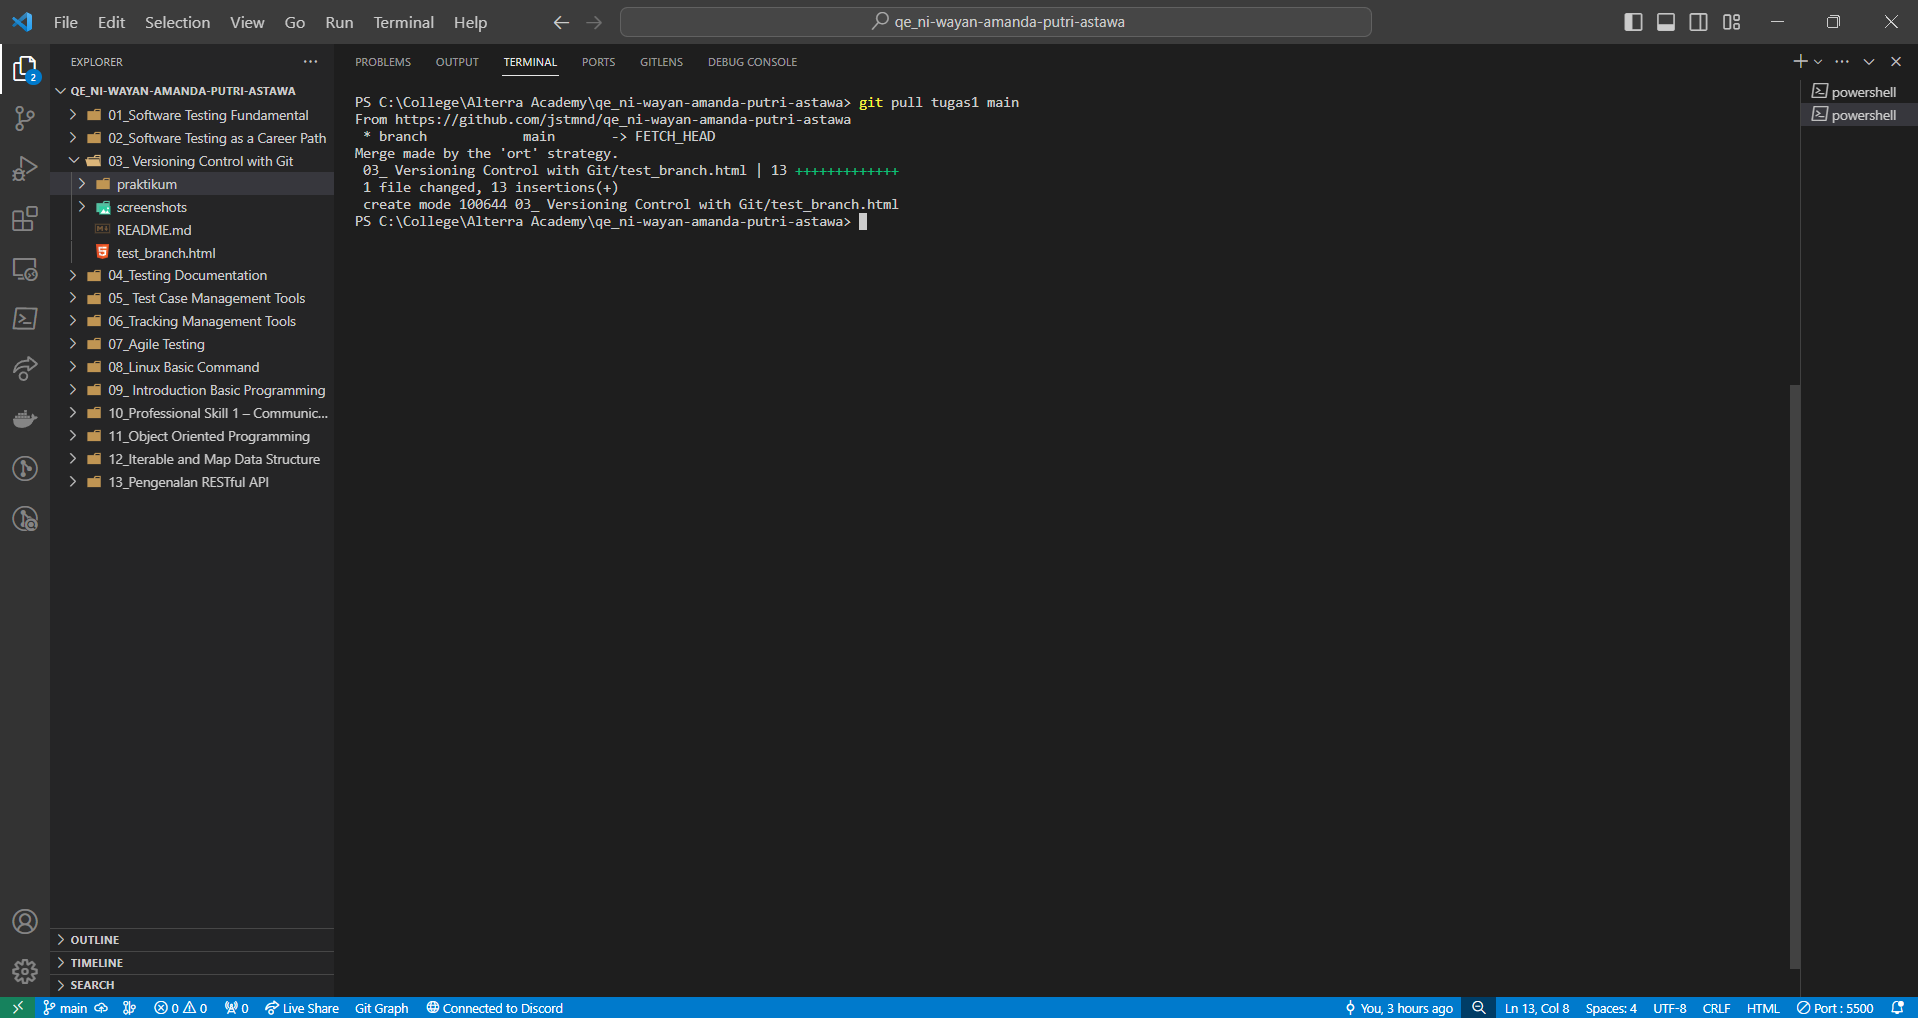 File Edit Selection View Go Run Terminal Help
qe_ni-wayan-amanda-putri-astawa
EXPLORER
2
QE_NI-WAYAN-AMANDA-PUTRI-ASTAWA
01_Software Testing Fundamental
02_Software Testing as a Career Path
03_ Versioning Control with Git
praktikum
screenshots
README.md
test_branch.html
04_Testing Documentation
05_ Test Case Management Tools
06_Tracking Management Tools
07_Agile Testing
08_Linux Basic Command
09_ Introduction Basic Programming
10_Professional Skill 1 – Communic...
11_Object Oriented Programming
12_Iterable and Map Data Structure
13_Pengenalan RESTful API
OUTLINE
TIMELINE
SEARCH
PROBLEMS OUTPUT TERMINAL PORTS GITLENS DEBUG CONSOLE
PS C:\College\Alterra Academy\qe_ni-wayan-amanda-putri-astawa> git pull tugas1 main
From https://github.com/jstmnd/qe_ni-wayan-amanda-putri-astawa
* branch main -> FETCH_HEAD
Merge made by the 'ort' strategy.
03_ Versioning Control with Git/test_branch.html | 13 +++++++++++++
1 file changed, 13 insertions(+)
create mode 100644 03_ Versioning Control with Git/test_branch.html
PS C:\College\Alterra Academy\qe_ni-wayan-amanda-putri-astawa>
powershell
powershell
main 0 0 0 Live Share Git Graph Connected to Discord You, 3 hours ago Ln 13, Col 8 Spaces: 4 UTF-8 CRLF HTML Port : 5500